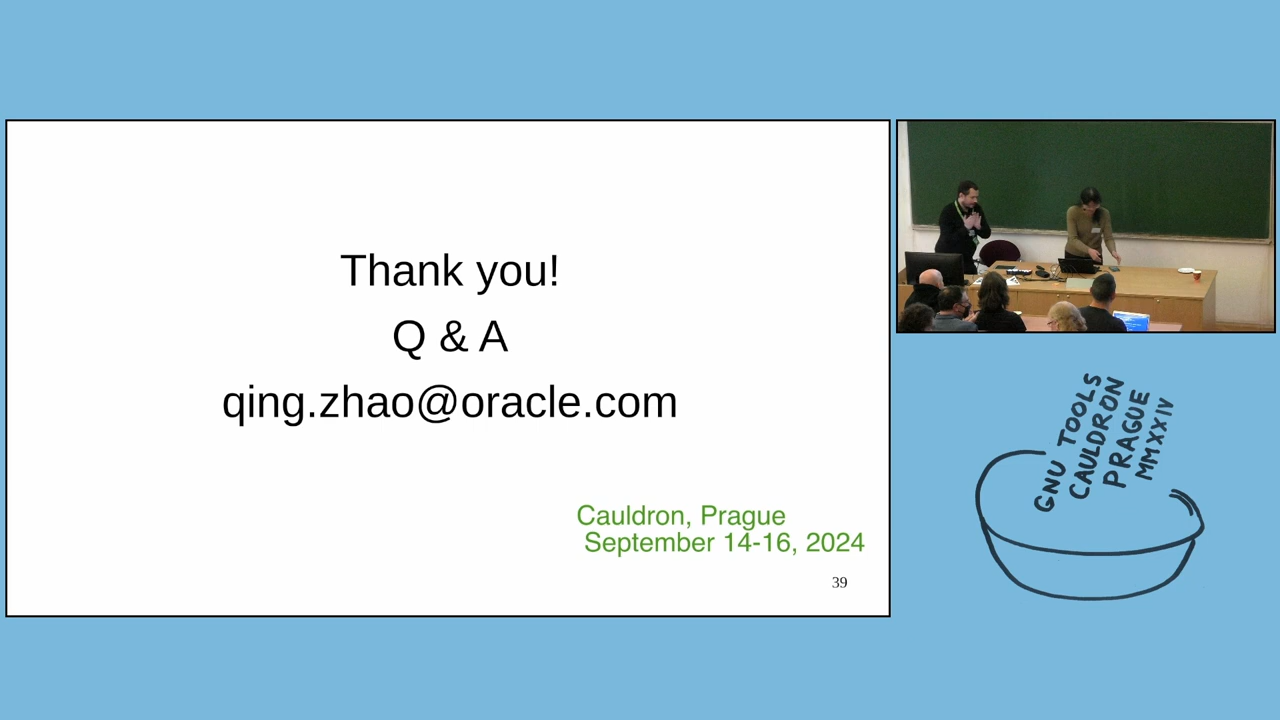 Thank you!
Q & A
qing.zhao@oracle.com
Cauldron, Prague
September 14-16, 2024
39
GNU TOOLS
CAULDRON
PRAGUE
MMXXIV